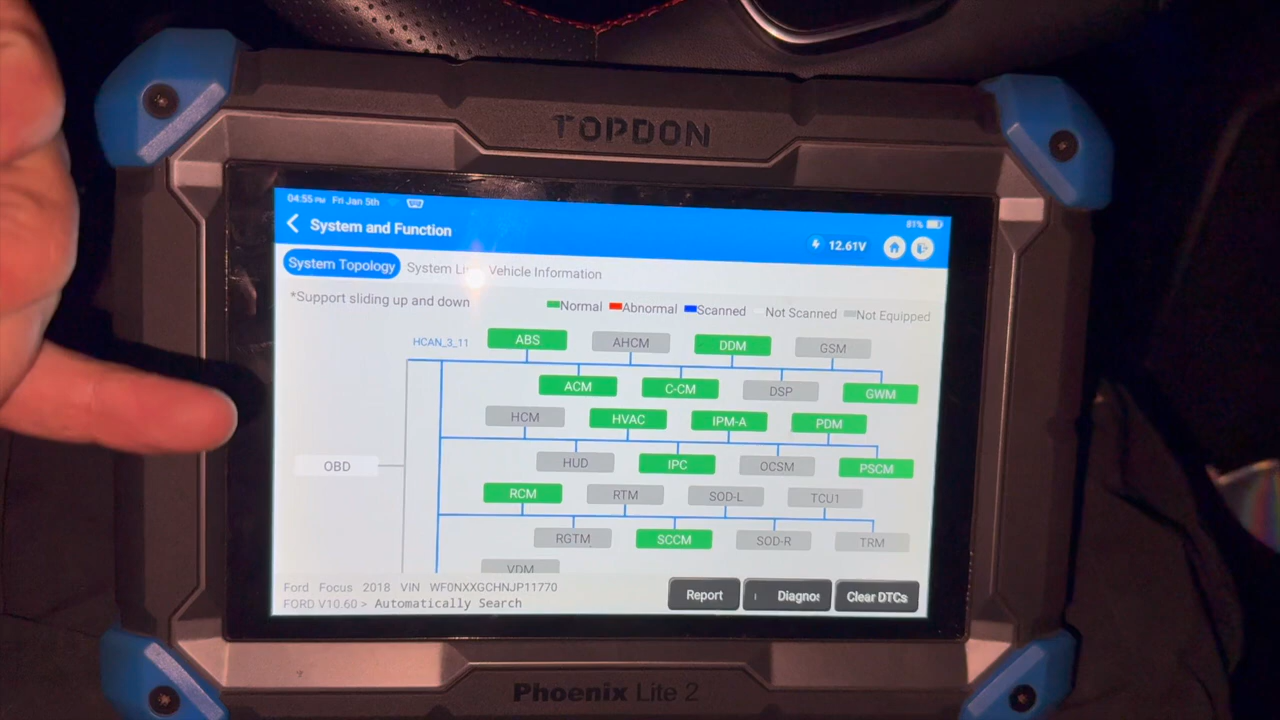 TOPDON
04:55 PM Fri Jan 5th
81%
System and Function
12.61V
System Topology System Li Vehicle Information
*Support sliding up and down
Normal Abnormal Scanned Not Scanned Not Equipped
HCAN_3_11
ABS AHCM DDM GSM
ACM C-CM DSP GWM
HCM HVAC IPM-A PDM
OBD
HUD IPC OCSM PSCM
RCM RTM SOD-L TCU1
RGTM SCCM SOD-R TRM
VDM
Ford Focus 2018 VIN WF0NXXGCHNJP11770
FORD V10.60 > Automatically Search
Report Diagnos Clear DTCs
Phoenix Lite 2